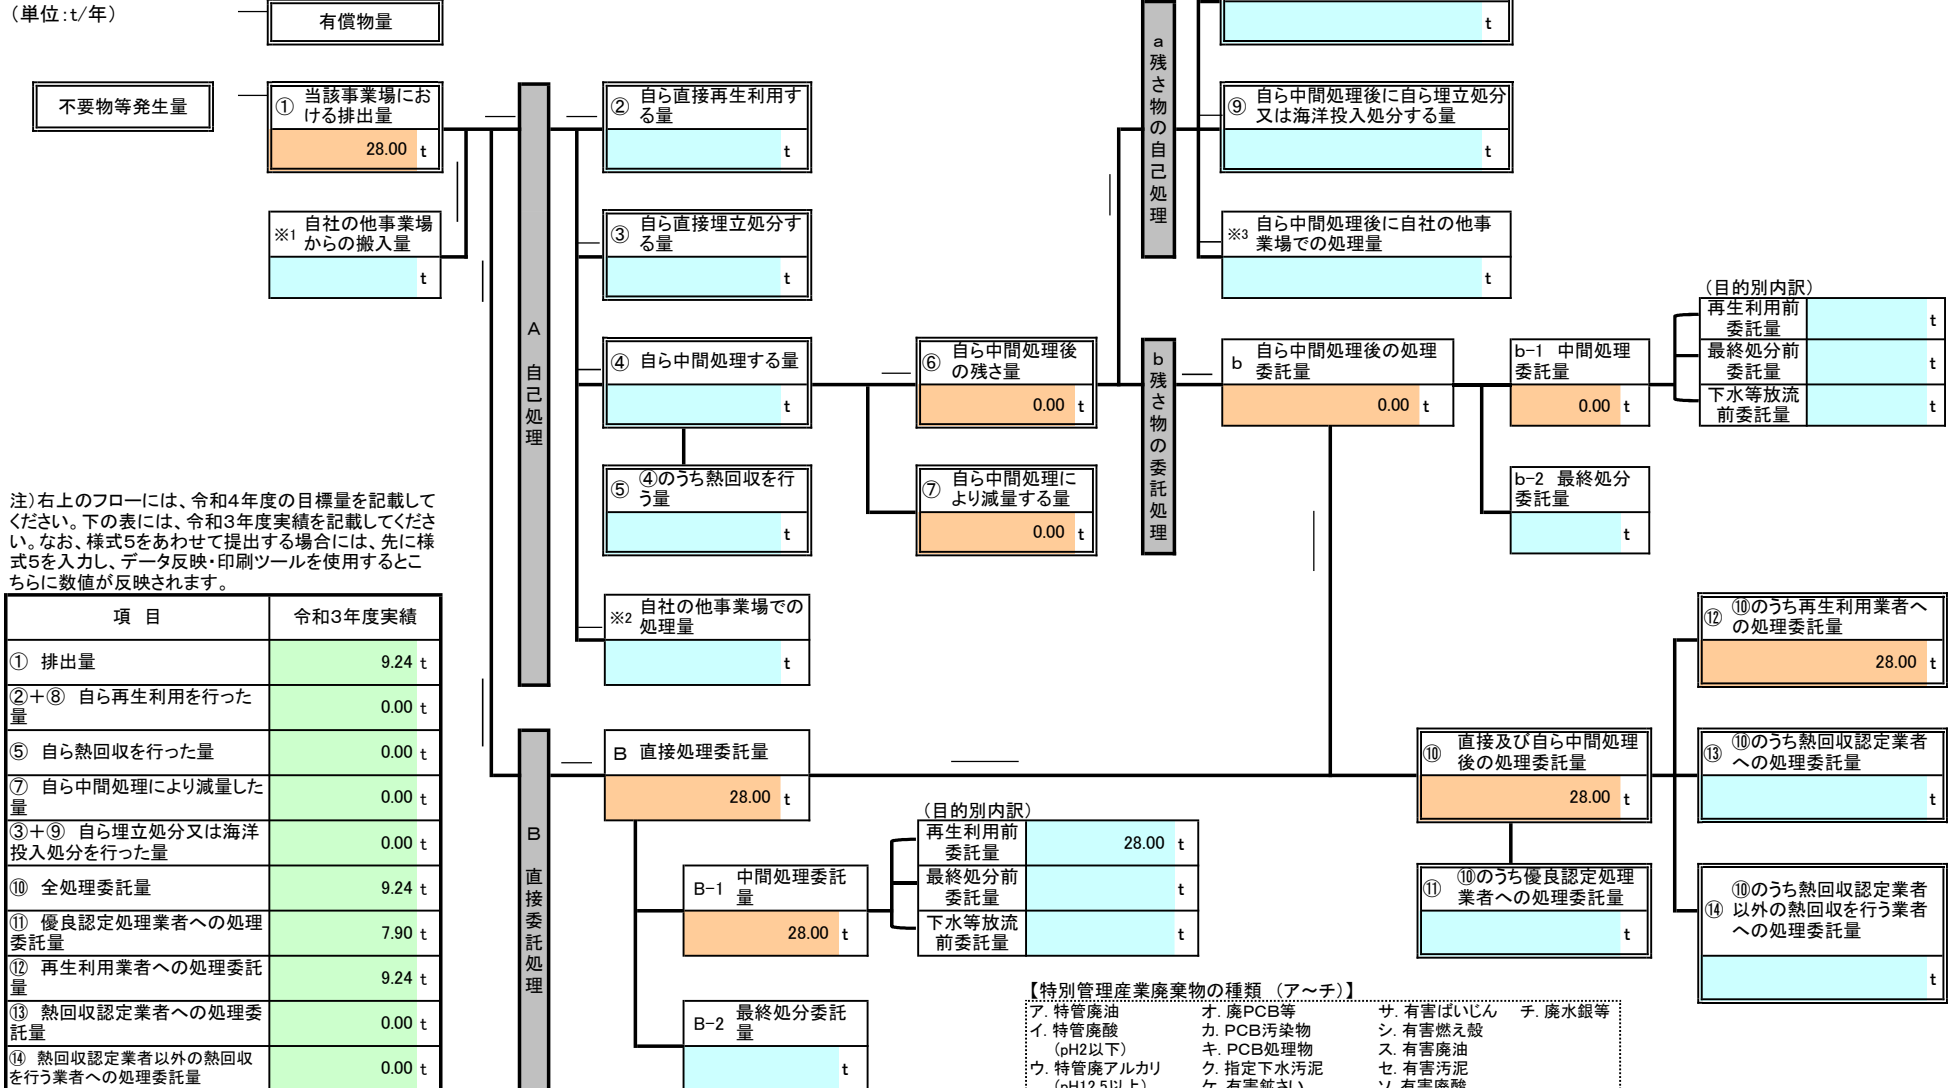 （単位：t/年）
有償物量
t
不要物等発生量
① 当該事業場にお
ける排出量
28.00 t
※1 自社の他事業場
からの搬入量
t
A 自己処理
② 自ら直接再生利用す
る量
t
③ 自ら直接埋立処分す
る量
t
④ 自ら中間処理する量
t
⑤ ④のうち熱回収を行
う量
t
※2 自社の他事業場での
処理量
t
⑥ 自ら中間処理後
の残さ量
0.00 t
⑦ 自ら中間処理に
より減量する量
0.00 t
a 残さ物の自己処理
⑨ 自ら中間処理後に自ら埋立処分
又は海洋投入処分する量
t
※3 自ら中間処理後に自社の他事
業場での処理量
t
b 残さ物の委託処理
b 自ら中間処理後の処理
委託量
0.00 t
b-1 中間処理
委託量
0.00 t
b-2 最終処分
委託量
t
（目的別内訳）
再生利用前
委託量
t
最終処分前
委託量
t
下水等放流
前委託量
t
注）右上のフローには、令和４年度の目標量を記載して
ください。下の表には、令和３年度実績を記載してくださ
い。なお、様式５をあわせて提出する場合には、先に様
式５を入力し、データ反映・印刷ツールを使用するとこ
ちらに数値が反映されます。
項 目 令和３年度実績
① 排出量 9.24 t
②＋⑧ 自ら再生利用を行った
量 0.00 t
⑤ 自ら熱回収を行った量 0.00 t
⑦ 自ら中間処理により減量した
量 0.00 t
③＋⑨ 自ら埋立処分又は海洋
投入処分を行った量 0.00 t
⑩ 全処理委託量 9.24 t
⑪ 優良認定処理業者への処理
委託量 7.90 t
⑫ 再生利用業者への処理委託
量 9.24 t
⑬ 熱回収認定業者への処理委
託量 0.00 t
⑭ 熱回収認定業者以外の熱回収
を行う業者への処理委託量 0.00 t
B 直接委託処理
B 直接処理委託量
28.00 t
B-1 中間処理委託
量
28.00 t
B-2 最終処分委託
量
t
（目的別内訳）
再生利用前
委託量
28.00 t
最終処分前
委託量
t
下水等放流
前委託量
t
⑩ 直接及び自ら中間処理
後の処理委託量
28.00 t
⑪ ⑩のうち優良認定処理
業者への処理委託量
t
⑫ ⑩のうち再生利用業者へ
の処理委託量
28.00 t
⑬ ⑩のうち熱回収認定業者
への処理委託量
t
⑭ ⑩のうち熱回収認定業者
以外の熱回収を行う業者
への処理委託量
t
【特別管理産業廃棄物の種類 （ア～チ）】
ア. 特管廃油 オ. 廃PCB等 サ. 有害ばいじん チ. 廃水銀等
イ. 特管廃酸 カ. PCB汚染物 シ. 有害燃え殻
（pH2以下） キ. PCB処理物 ス. 有害廃油
ウ. 特管廃アルカリ ク. 指定下水汚泥 セ. 有害汚泥
（pH12.5以上） ケ. 有害鉱さい ソ. 有害廃酸